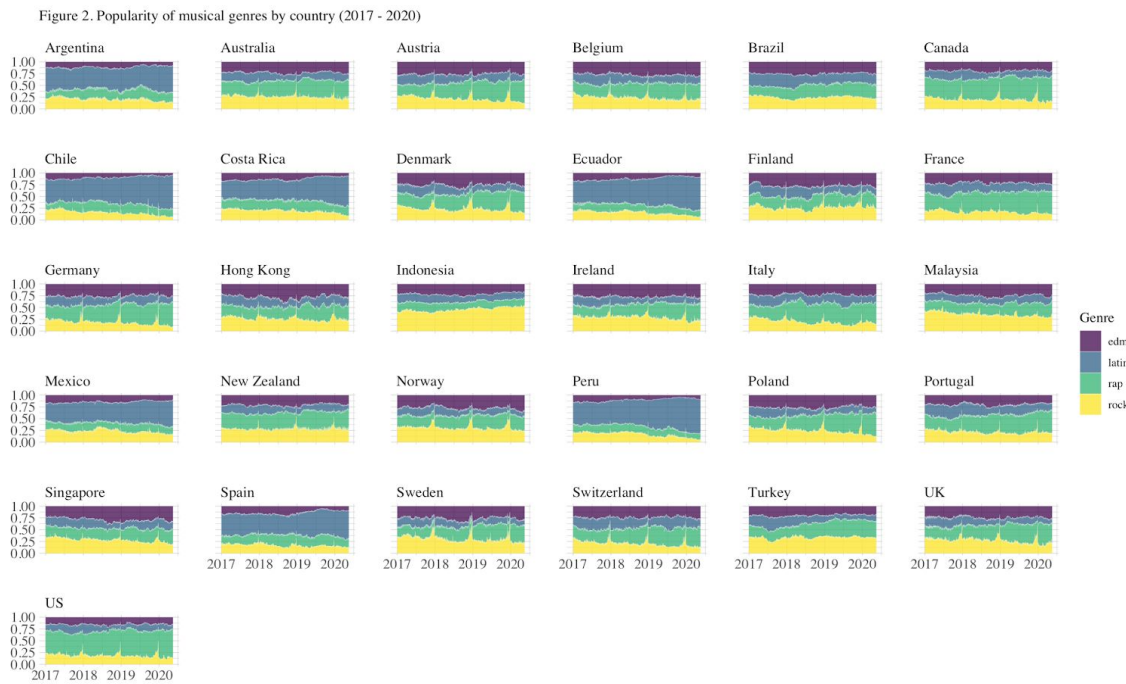 Figure 2. Popularity of musical genres by country (2017 - 2020)
Argentina Australia Austria Belgium Brazil Canada
1.00
0.75
0.50
0.25
0.00
Chile Costa Rica Denmark Ecuador Finland France
1.00
0.75
0.50
0.25
0.00
Germany Hong Kong Indonesia Ireland Italy Malaysia
1.00
0.75
0.50
0.25
0.00
Genre
edm
latin
rap
rock
Mexico New Zealand Norway Peru Poland Portugal
1.00
0.75
0.50
0.25
0.00
Singapore Spain Sweden Switzerland Turkey UK
1.00
0.75
0.50
0.25
0.00
2017 2018 2019 2020 2017 2018 2019 2020 2017 2018 2019 2020 2017 2018 2019 2020 2017 2018 2019 2020
US
1.00
0.75
0.50
0.25
0.00
2017 2018 2019 2020